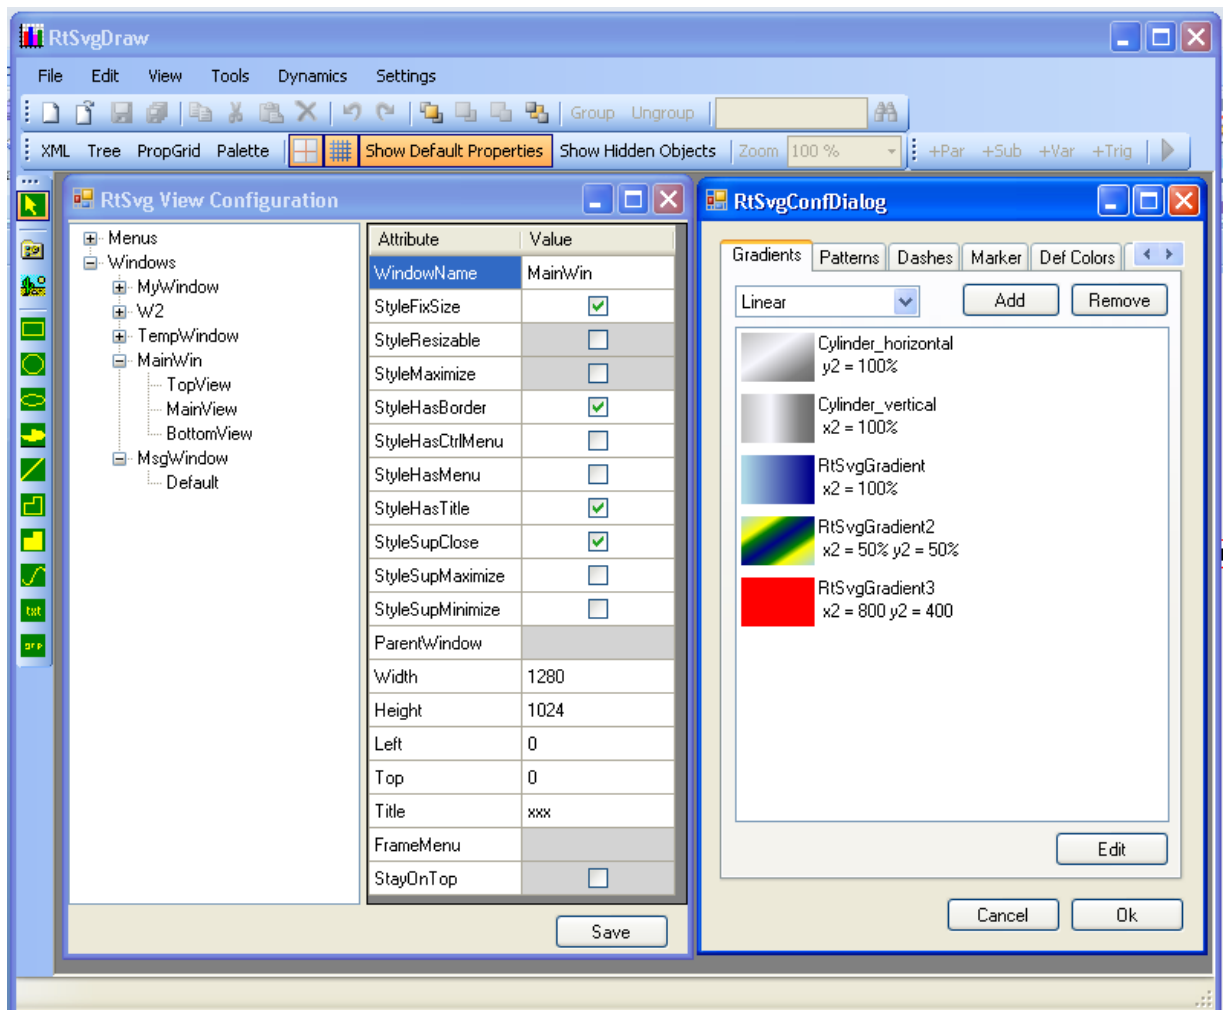 RtSvgDraw
File Edit View Tools Dynamics Settings
Group Ungroup
XML Tree PropGrid Palette Show Default Properties Show Hidden Objects Zoom 100 % +Par +Sub +Var +Trig
RtSvg View Configuration
Menus
Windows
MyWindow
W2
TempWindow
MainWin
TopView
MainView
BottomView
MsgWindow
Default
txt
grp
Attribute Value
WindowName MainWin
StyleFixSize
StyleResizable
StyleMaximize
StyleHasBorder
StyleHasCtrlMenu
StyleHasMenu
StyleHasTitle
StyleSupClose
StyleSupMaximize
StyleSupMinimize
ParentWindow
Width 1280
Height 1024
Left 0
Top 0
Title xxx
FrameMenu
StayOnTop
Save
RtSvgConfDialog
Gradients Patterns Dashes Marker Def Colors
Linear Add Remove
Cylinder_horizontal
y2 = 100%
Cylinder_vertical
x2 = 100%
RtSvgGradient
x2 = 100%
RtSvgGradient2
x2 = 50% y2 = 50%
RtSvgGradient3
x2 = 800 y2 = 400
Edit
Cancel Ok